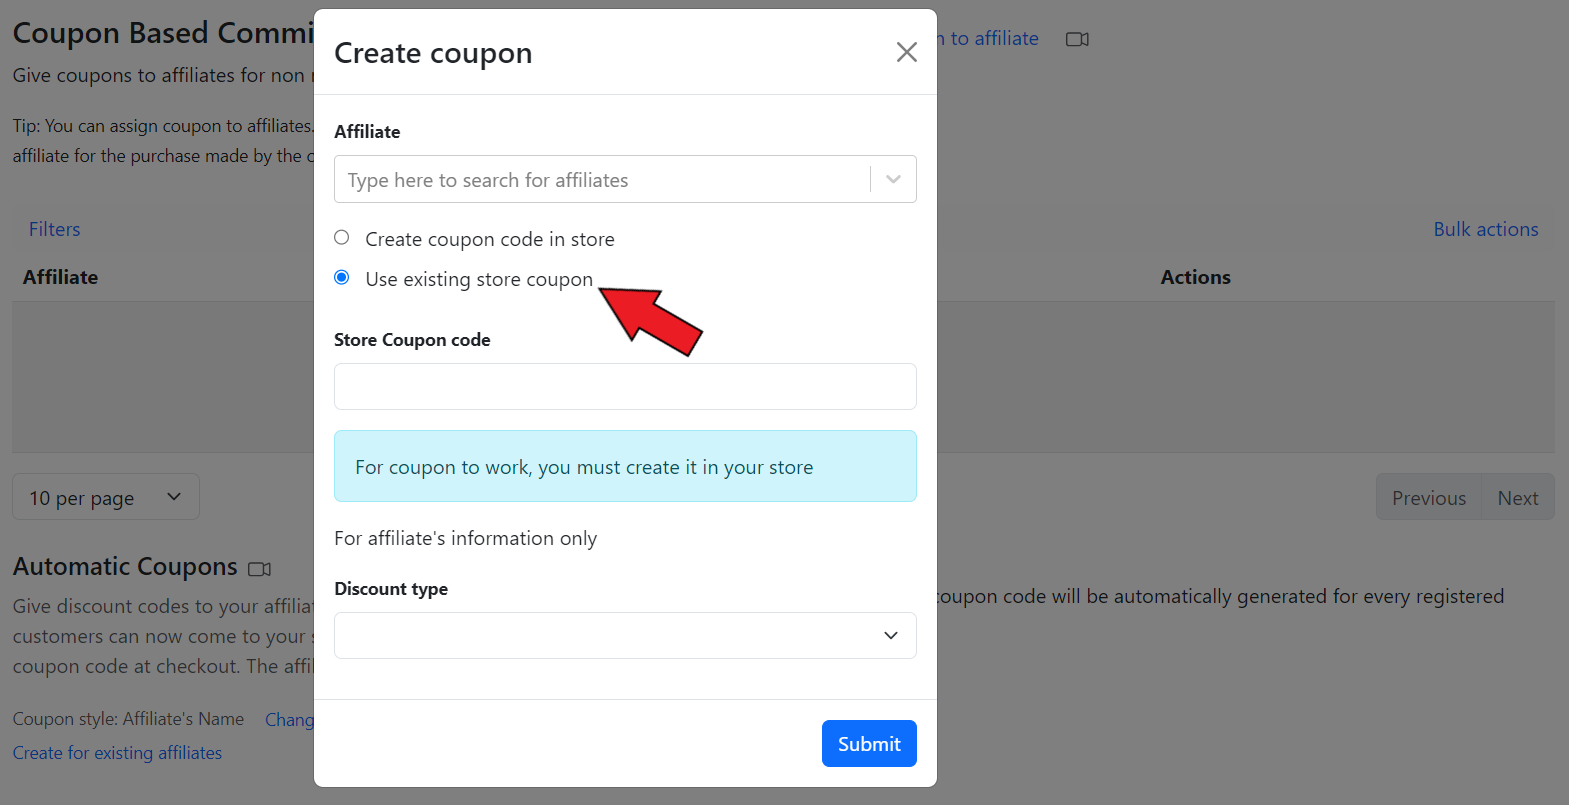 Coupon Based Commi
n to affiliate
Give coupons to affiliates for non
Tip: You can assign coupon to affiliates.
affiliate for the purchase made by the
Filters
Bulk actions
Affiliate
Actions
10 per page
Previous
Next
Automatic Coupons
Give discount codes to your affilia
coupon code will be automatically generated for every registered
customers can now come to your
coupon code at checkout. The affil
Coupon style: Affiliate's Name Chang
Create for existing affiliates
Create coupon
Affiliate
Type here to search for affiliates
Create coupon code in store
Use existing store coupon
Store Coupon code
For coupon to work, you must create it in your store
For affiliate's information only
Discount type
Submit